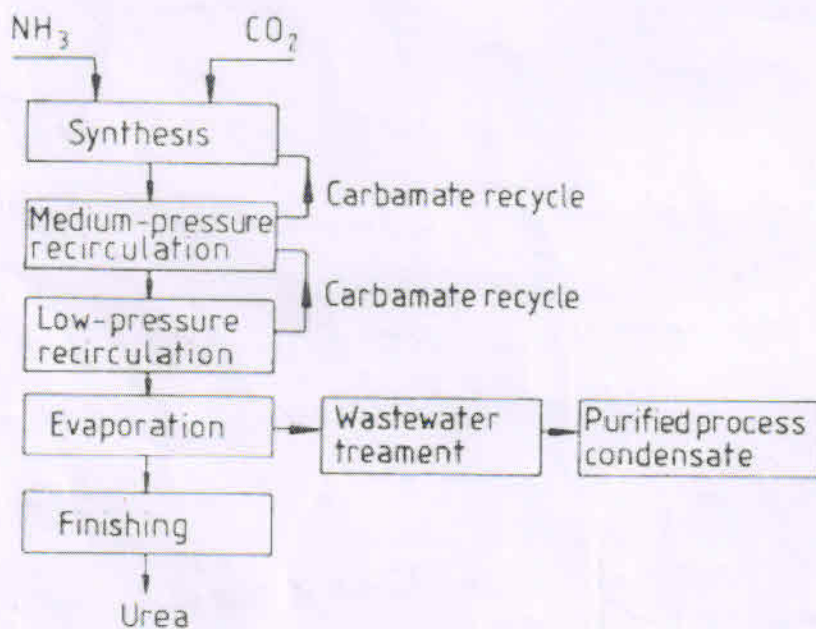 NH₃
CO₂
Synthesis
Carbamate recycle
Medium-pressure
recirculation
Carbamate recycle
Low-pressure
recirculation
Evaporation
Wastewater
treament
Purified process
condensate
Finishing
Urea